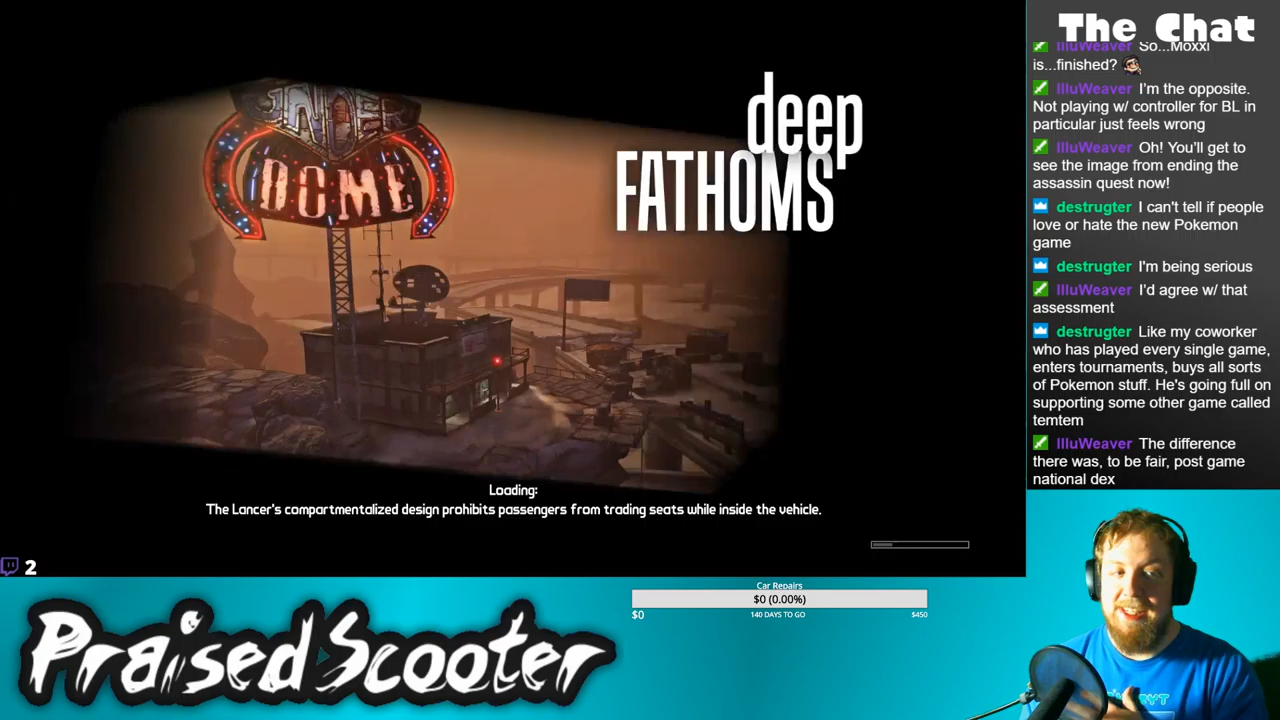 deep
FATHOMS
DOME
Loading:
The Lancer's compartmentalized design prohibits passengers from trading seats while inside the vehicle.
2
PraisedScooter
Car Repairs
$0 (0.00%)
$0
140 DAYS TO GO
$450
The Chat
IlluWeaver So...Moxxi
is...finished?
IlluWeaver I'm the opposite.
Not playing w/ controller for BL in
particular just feels wrong
IlluWeaver Oh! You'll get to
see the image from ending the
assassin quest now!
destrugter I can't tell if people
love or hate the new Pokemon
game
destrugter I'm being serious
IlluWeaver I'd agree w/ that
assessment
destrugter Like my coworker
who has played every single game,
enters tournaments, buys all sorts
of Pokemon stuff. He's going full on
supporting some other game called
temtem
IlluWeaver The difference
there was, to be fair, post game
national dex